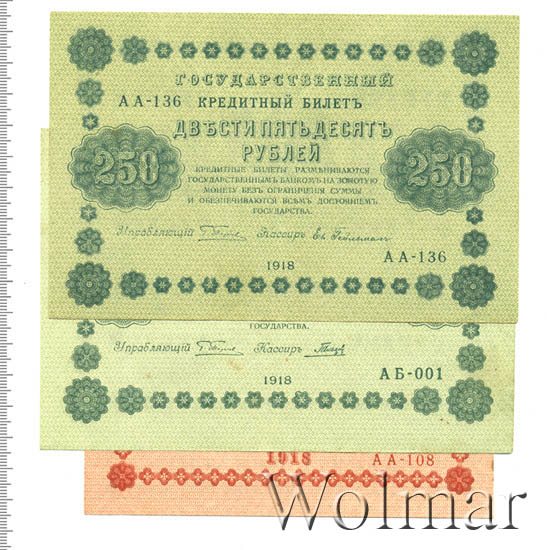 ГОСУДАРСТВЕННЫЙ
АА-136 КРЕДИТНЫЙ БИЛЕТЪ
ДВѢСТИ ПЯТЬДЕСЯТЪ
РУБЛЕЙ
250 250
КРЕДИТНЫЕ БИЛЕТЫ РАЗМѢНИВАЮТСЯ
ГОСУДАРСТВЕННЫМЪ БАНКОМЪ НА ЗОЛОТУЮ
МОНЕТУ БЕЗЪ ОГРАНИЧЕНІЯ СУММЫ
И ОБЕЗПЕЧИВАЮТСЯ ВСѢМЪ ДОСТОЯНІЕМЪ
ГОСУДАРСТВА.
Управляющій Кассиръ
АА-136
1918
ГОСУДАРСТВА.
Управляющій Кассиръ
1918
АБ-001
1918
АА-108
Wolmar